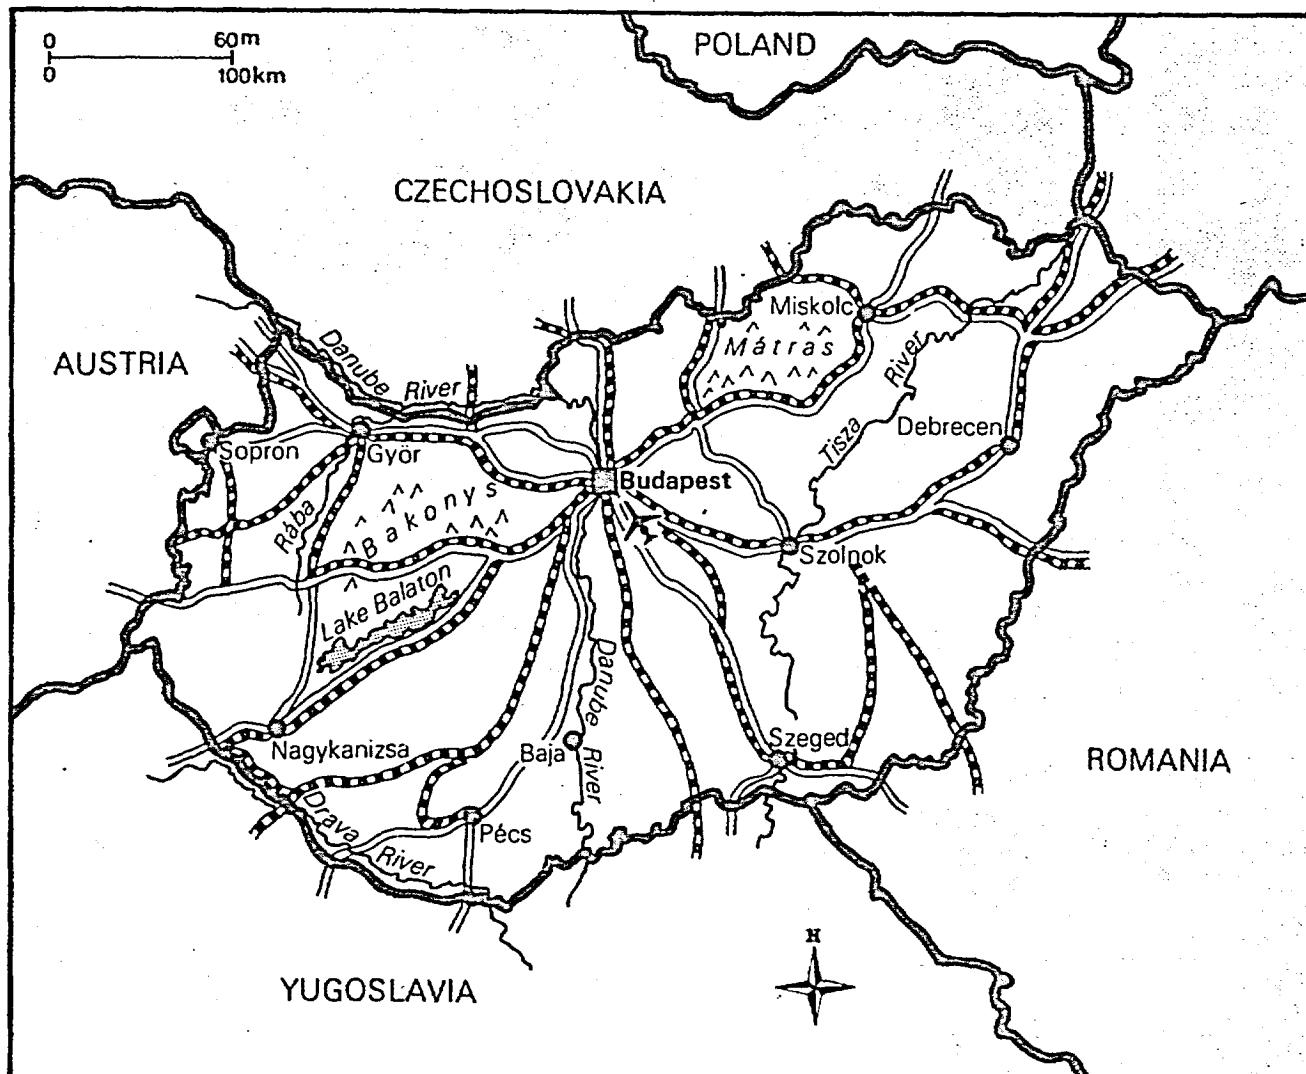 0 60m
0 100km
POLAND
CZECHOSLOVAKIA
AUSTRIA
Danube
River
Miskolc
Mátras
River
Tisza
Debrecen
Sopron
Györ
Budapest
Rába
Bakonys
Szolnok
Lake Balaton
Danube
River
Nagykanizsa
Baja
Szeged
ROMANIA
Drava
River
Pécs
YUGOSLAVIA
N